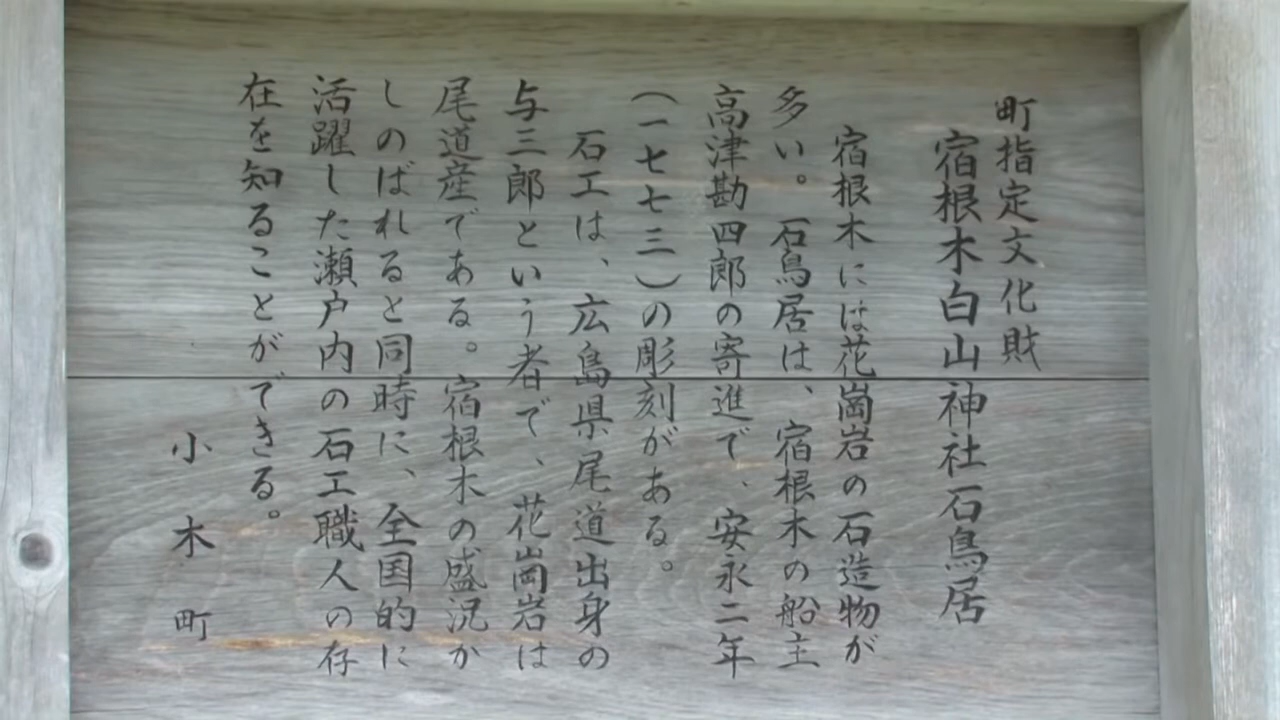 町指定文化財
宿根木白山神社石鳥居
宿根木には花崗岩の石造物が
多い。石鳥居は、宿根木の船主
高津勘四郎の寄進で、安永二年
(一七七三)の彫刻がある。
石工は、広島県尾道出身の
与三郎という者で、花崗岩は
尾道産である。宿根木の盛況が
しのばれると同時に、全国的に
活躍した瀬戸内の石工職人の存
在を知ることができる。
小木町